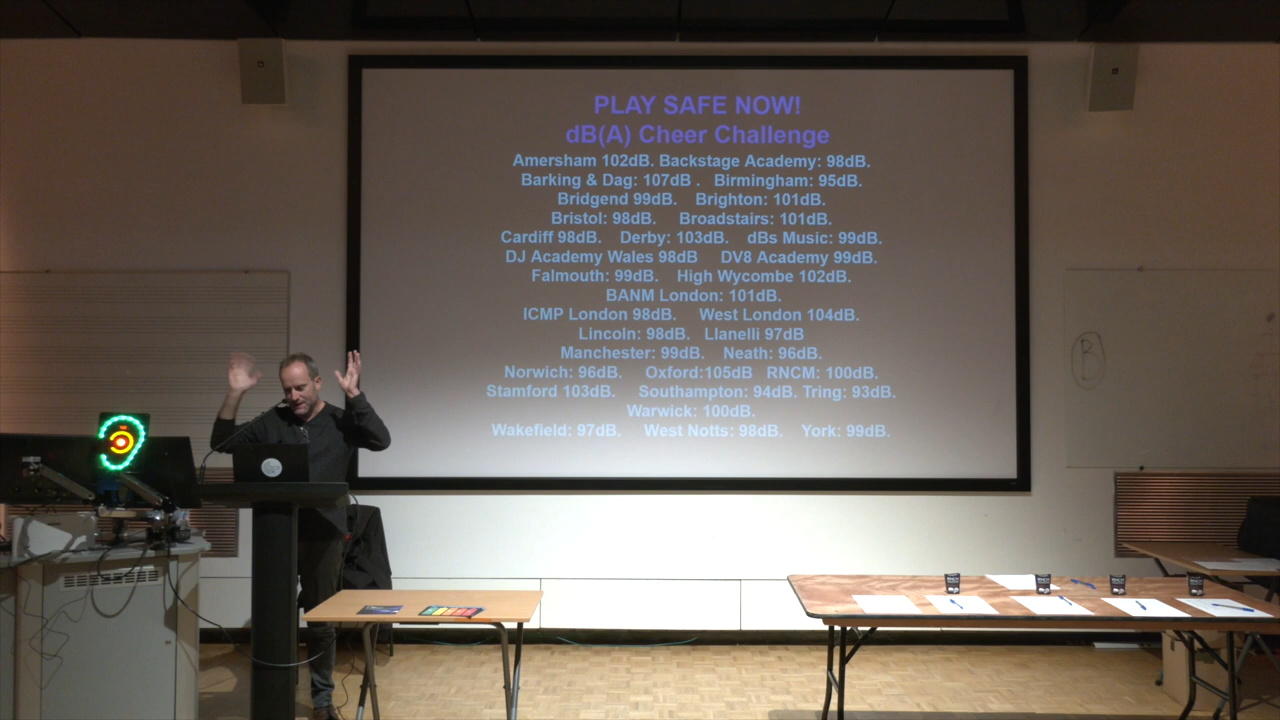 PLAY SAFE NOW!
dB(A) Cheer Challenge
Amersham 102dB. Backstage Academy: 98dB.
Barking & Dag: 107dB . Birmingham: 95dB.
Bridgend 99dB. Brighton: 101dB.
Bristol: 98dB. Broadstairs: 101dB.
Cardiff 98dB. Derby: 103dB. dBs Music: 99dB.
DJ Academy Wales 98dB DV8 Academy 99dB.
Falmouth: 99dB. High Wycombe 102dB.
BANM London: 101dB.
ICMP London 98dB. West London 104dB.
Lincoln: 98dB. Llanelli 97dB
Manchester: 99dB. Neath: 96dB.
Norwich: 96dB. Oxford:105dB RNCM: 100dB.
Stamford 103dB. Southampton: 94dB. Tring: 93dB.
Warwick: 100dB.
Wakefield: 97dB. West Notts: 98dB. York: 99dB.
B